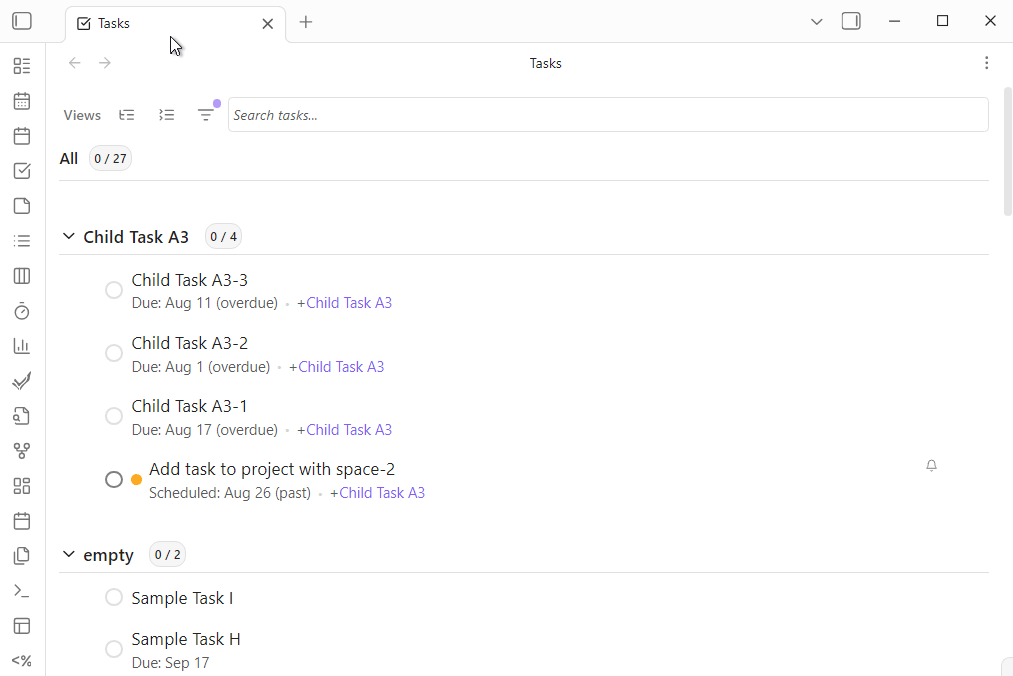 Tasks
Tasks
Views
Search tasks...
All 0 / 27
Child Task A3 0 / 4
Child Task A3-3
Due: Aug 11 (overdue) • +Child Task A3
Child Task A3-2
Due: Aug 1 (overdue) • +Child Task A3
Child Task A3-1
Due: Aug 17 (overdue) • +Child Task A3
Add task to project with space-2
Scheduled: Aug 26 (past) • +Child Task A3
empty 0 / 2
Sample Task I
Sample Task H
Due: Sep 17
<%